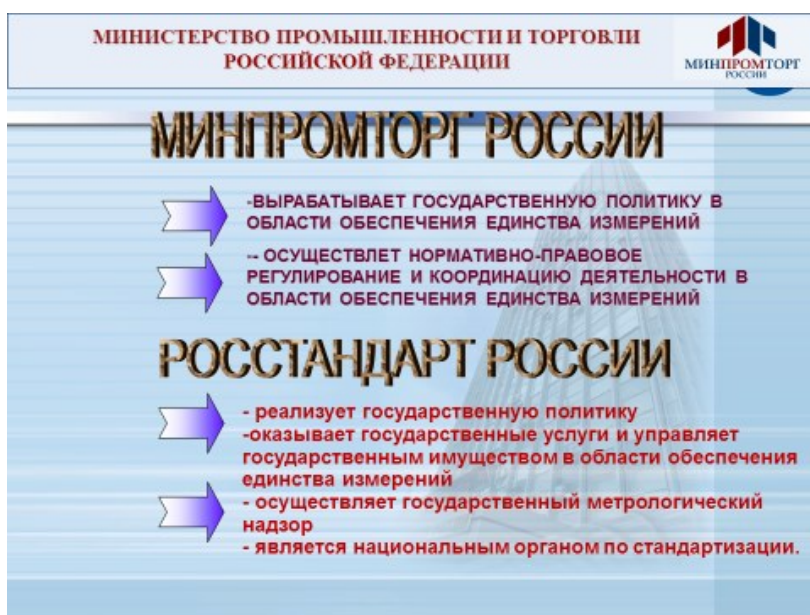 МИНИСТЕРСТВО ПРОМЫШЛЕННОСТИ И ТОРГОВЛИ
РОССИЙСКОЙ ФЕДЕРАЦИИ
МИНПРОМТОРГ
РОССИИ
МИНПРОМТОРГ РОССИИ
-ВЫРАБАТЫВАЕТ ГОСУДАРСТВЕННУЮ ПОЛИТИКУ В
ОБЛАСТИ ОБЕСПЕЧЕНИЯ ЕДИНСТВА ИЗМЕРЕНИЙ
-- ОСУЩЕСТВЛЕТ НОРМАТИВНО-ПРАВОВОЕ
РЕГУЛИРОВАНИЕ И КООРДИНАЦИЮ ДЕЯТЕЛЬНОСТИ В
ОБЛАСТИ ОБЕСПЕЧЕНИЯ ЕДИНСТВА ИЗМЕРЕНИЙ
РОССТАНДАРТ РОССИИ
- реализует государственную политику
-оказывает государственные услуги и управляет
государственным имуществом в области обеспечения
единства измерений
- осуществляет государственный метрологический
надзор
- является национальным органом по стандартизации.